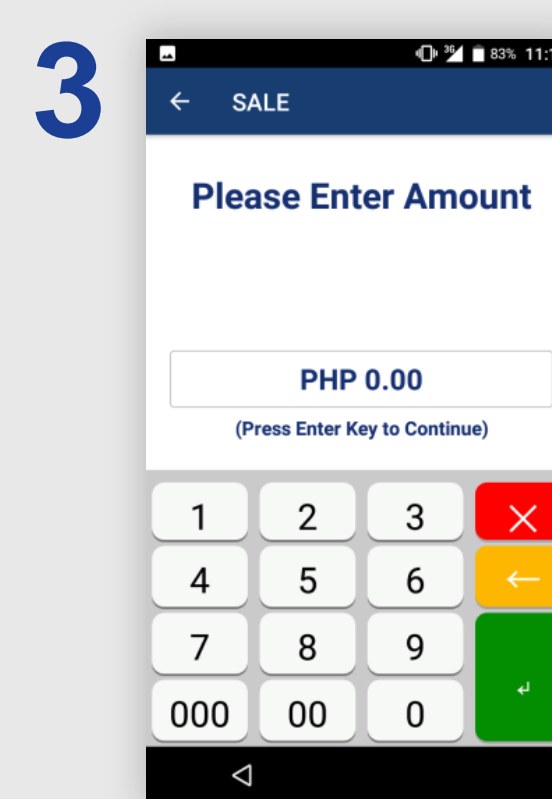 3
3G 83% 11:1
SALE
Please Enter Amount
PHP 0.00
(Press Enter Key to Continue)
1 2 3
4 5 6
7 8 9
000 00 0